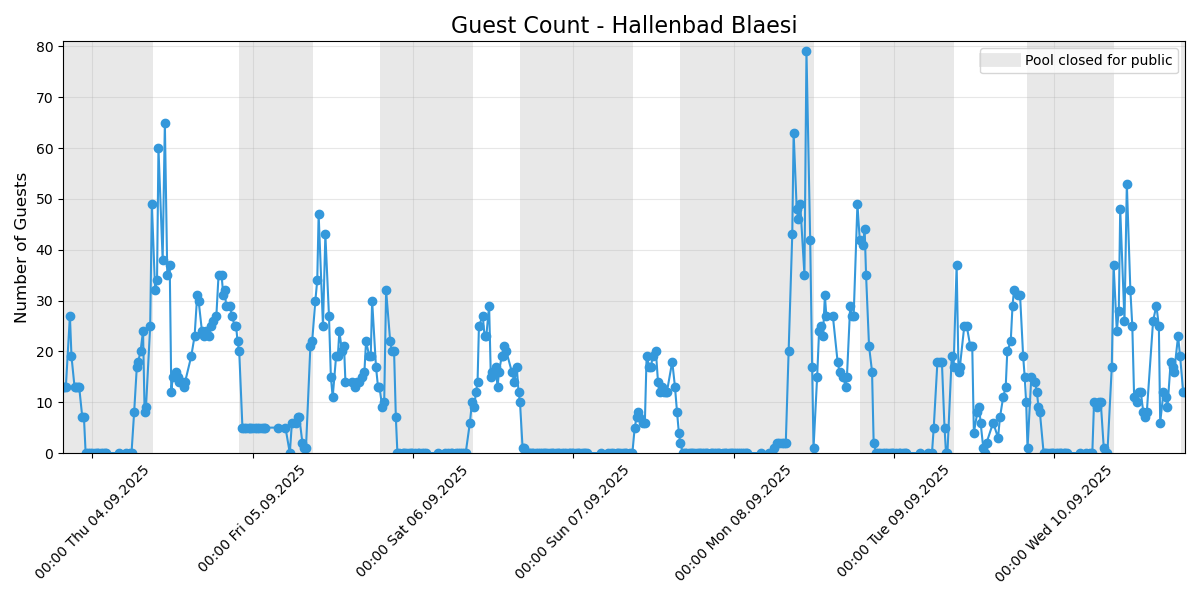 Guest Count - Hallenbad Blaesi
Pool closed for public
Number of Guests
80
70
60
50
40
30
20
10
0
00:00 Thu 04.09.2025
00:00 Fri 05.09.2025
00:00 Sat 06.09.2025
00:00 Sun 07.09.2025
00:00 Mon 08.09.2025
00:00 Tue 09.09.2025
00:00 Wed 10.09.2025